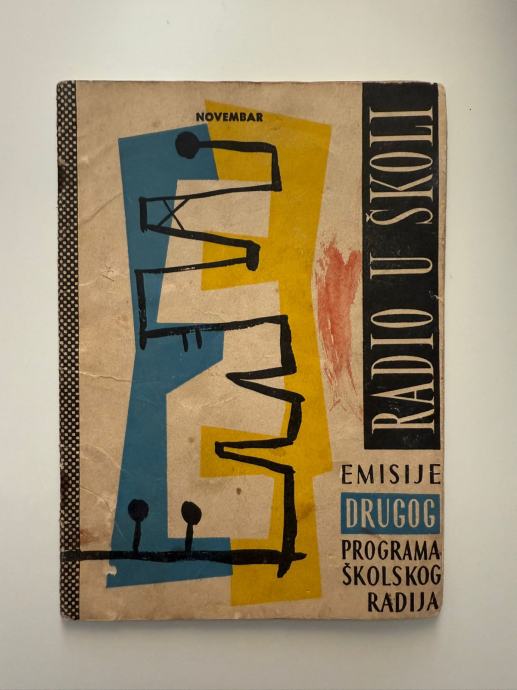 NOVEMBAR
RADIO U ŠKOLI
EMISIJE
DRUGOG
PROGRAMA
ŠKOLSKOG
RADIJA